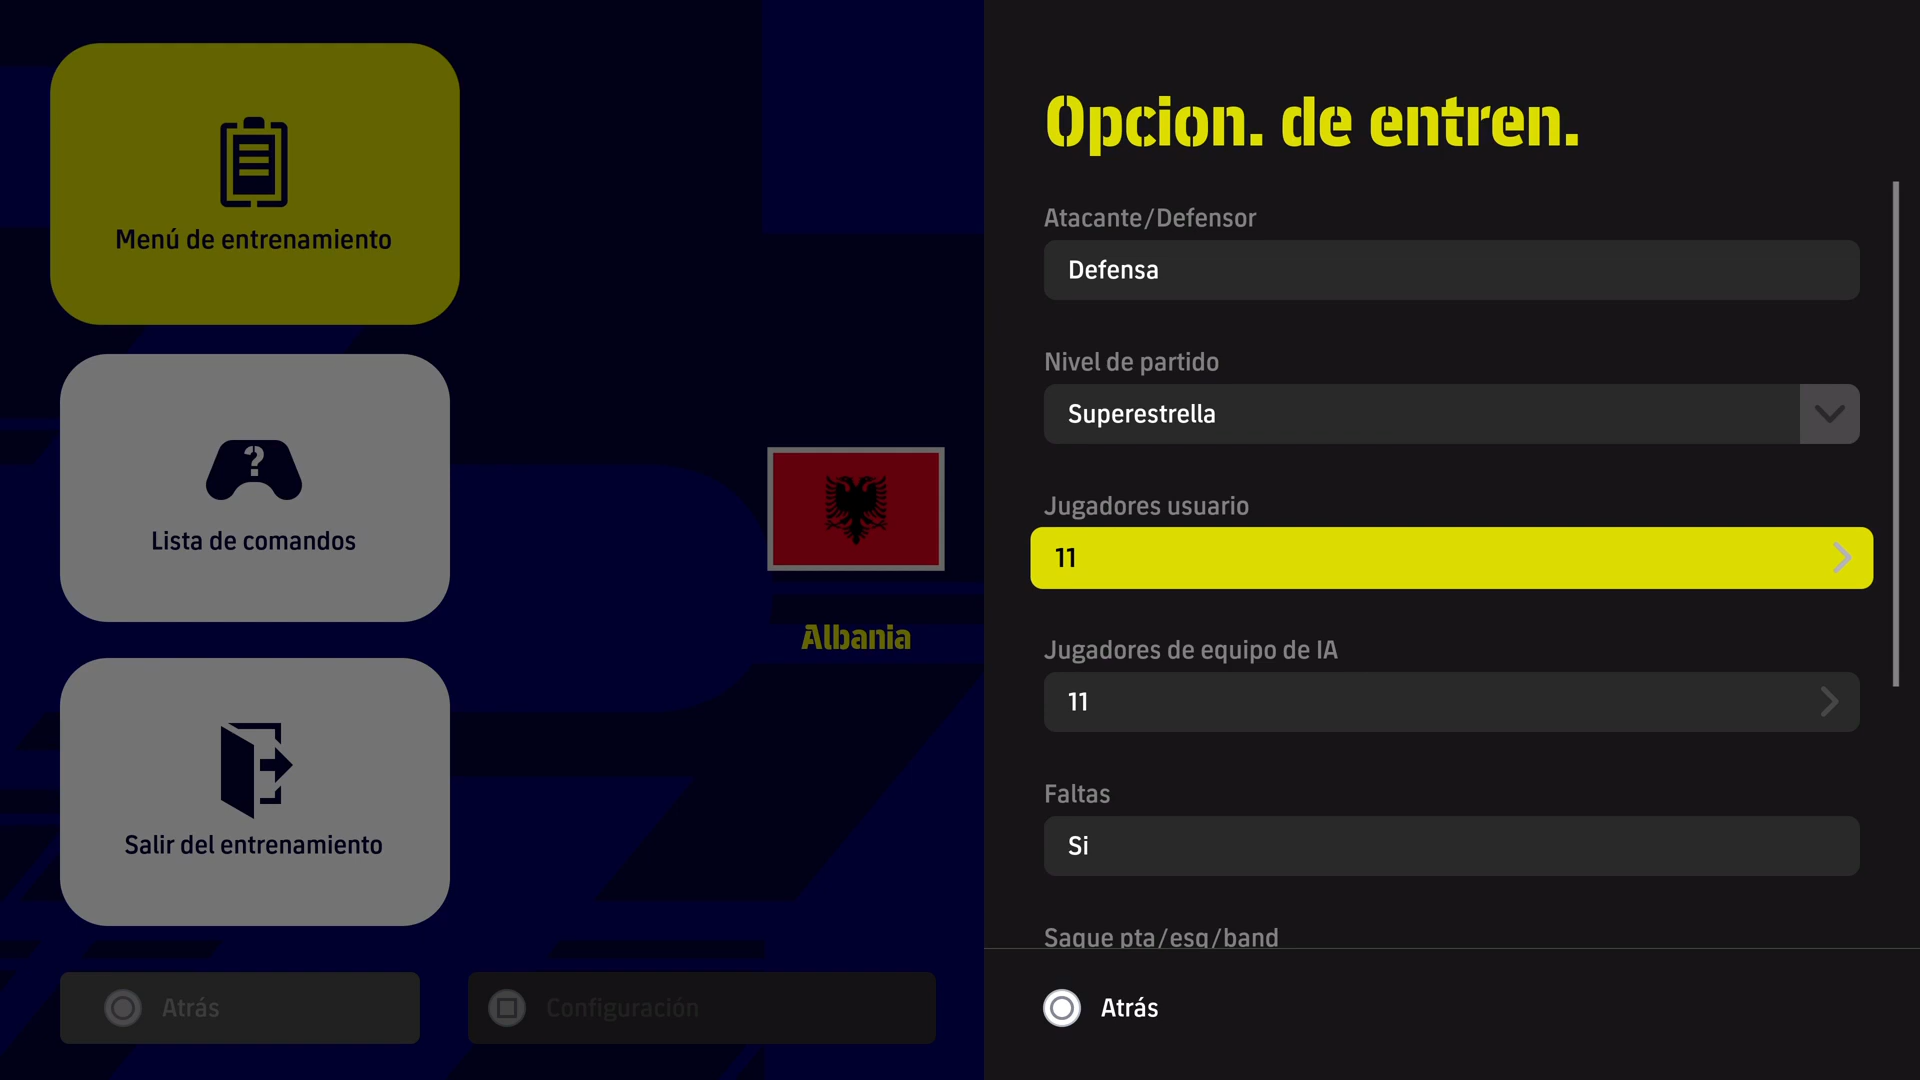 Menú de entrenamiento
Lista de comandos
Salir del entrenamiento
Atrás
Configuración
Albania
Opcion. de entren.
Atacante/Defensor
Defensa
Nivel de partido
Superestrella
Jugadores usuario
11
Jugadores de equipo de IA
11
Faltas
Si
Saque pta/esq/band
Atrás